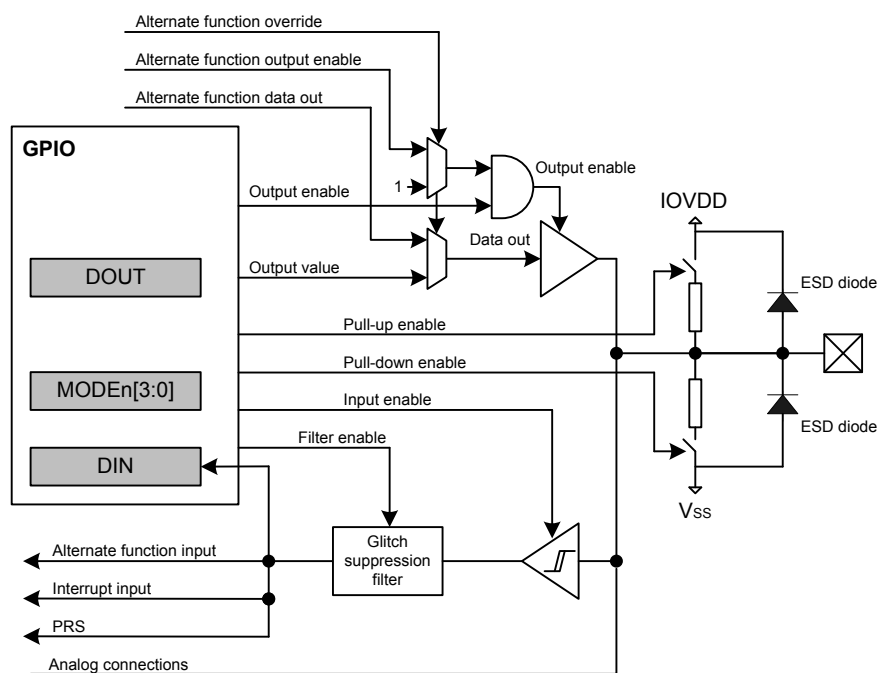 Alternate function override
Alternate function output enable
Alternate function data out
GPIO
Output enable
1
Output enable
IOVDD
Data out
DOUT
Output value
ESD diode
Pull-up enable
Pull-down enable
MODEn[3:0]
Input enable
ESD diode
Filter enable
DIN
VSS
Glitch
suppression
filter
Alternate function input
Interrupt input
PRS
Analog connections